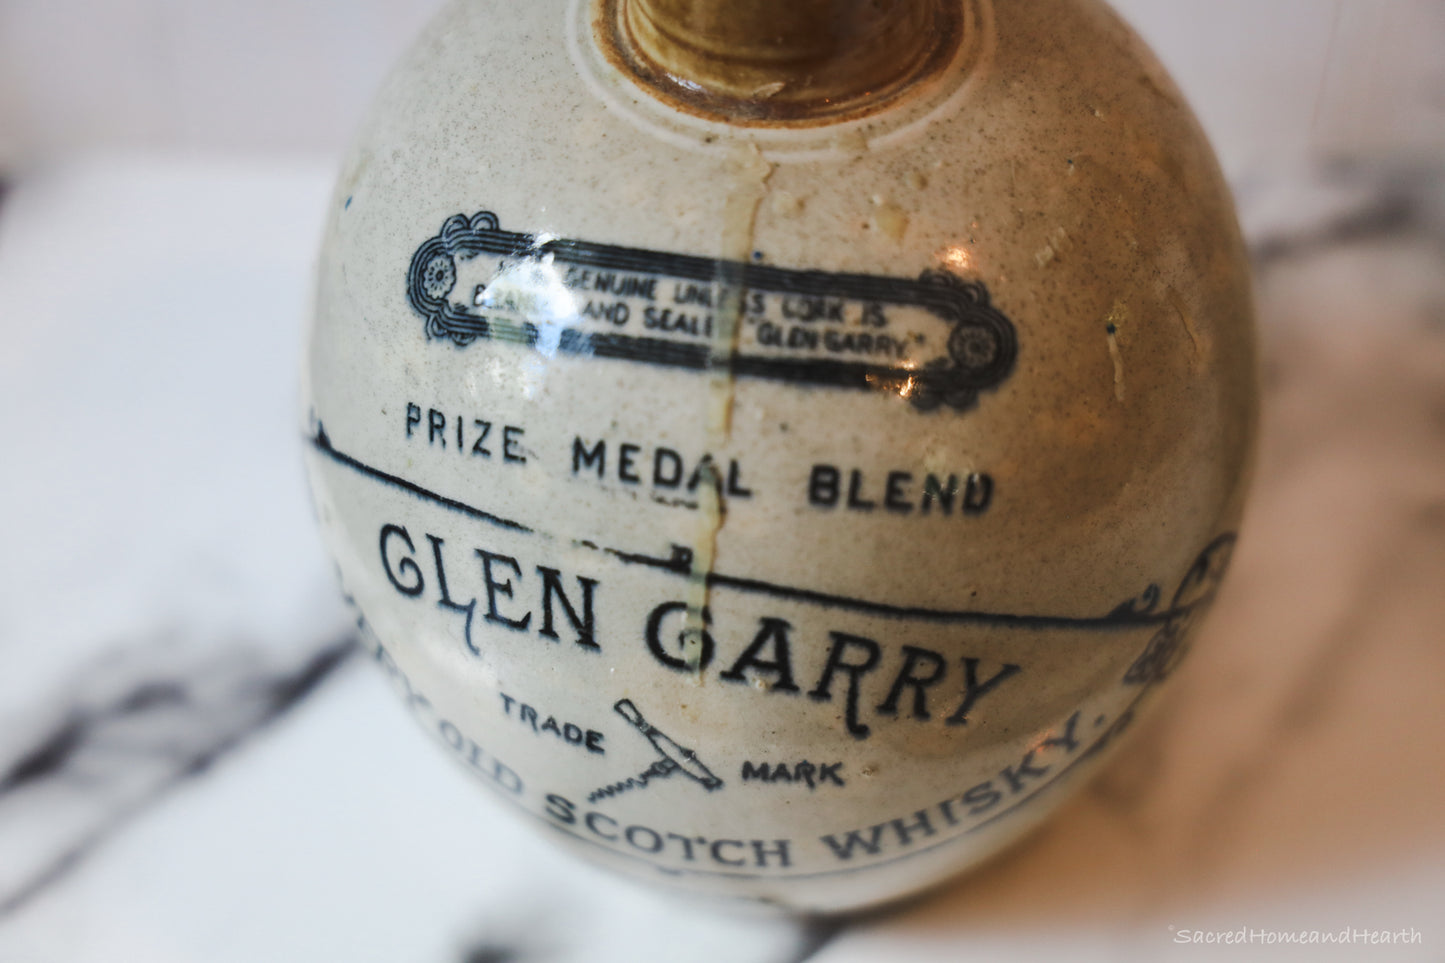 GENUINE UNLESS CORK IS
AND SEALED "GLEN GARRY."
PRIZE MEDAL BLEND
GLEN GARRY
TRADE MARK
VERY OLD SCOTCH WHISKY.
SacredHomeandHearth